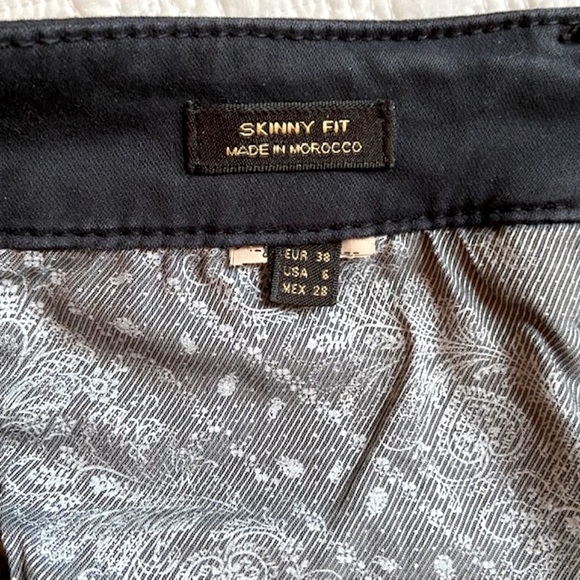 SKINNY FIT
MADE IN MOROCCO
EUR 38
USA 6
MEX 28